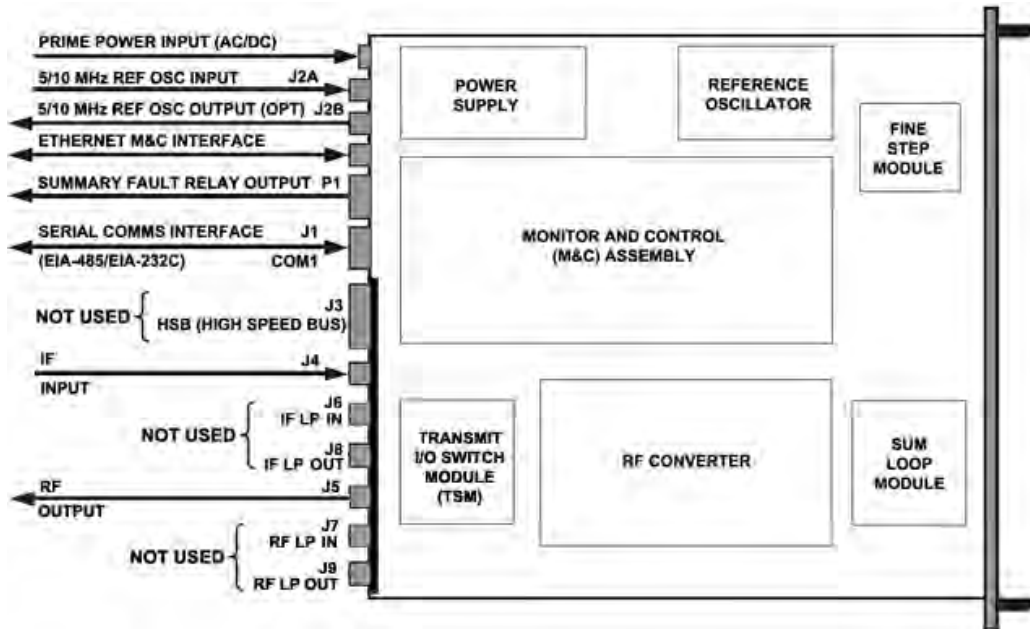 PRIME POWER INPUT (AC/DC)
5/10 MHz REF OSC INPUT J2A
5/10 MHz REF OSC OUTPUT (OPT) J2B
ETHERNET M&C INTERFACE
SUMMARY FAULT RELAY OUTPUT P1
SERIAL COMMS INTERFACE J1
(EIA-485/EIA-232C) COM1
J3
NOT USED
HSB (HIGH SPEED BUS)
IF J4
INPUT
J6
IF LP IN
NOT USED
J8
IF LP OUT
RF J5
OUTPUT
J7
RF LP IN
NOT USED
J9
RF LP OUT
POWER
SUPPLY
REFERENCE
OSCILLATOR
FINE
STEP
MODULE
MONITOR AND CONTROL
(M&C) ASSEMBLY
TRANSMIT
I/O SWITCH
MODULE
(TSM)
RF CONVERTER
SUM
LOOP
MODULE